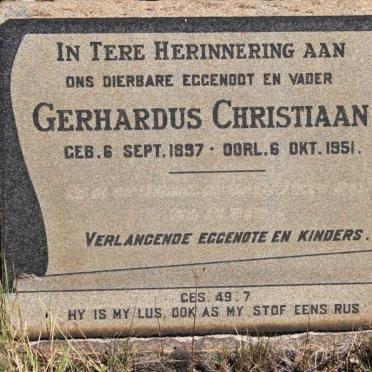 IN TERE HERINNERING AAN
ONS DIERBARE EGGENOOT EN VADER
GERHARDUS CHRISTIAAN
GEB. 6 SEPT. 1897 · OORL. 6 OKT. 1951.
VERLANGENDE EGGENOTE EN KINDERS.
GES. 49.7
HY IS MY LUS, OOK AS MY STOF EENS RUS